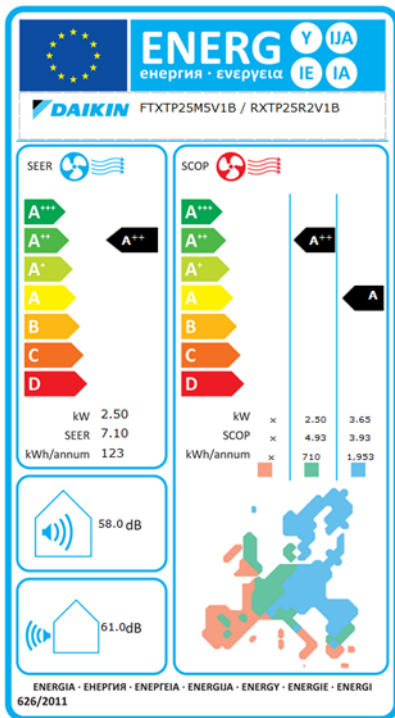 ENERG Y IJA
енергия · ενεργεια IE IA
DAIKIN FTXTP25M5V1B / RXTP25R2V1B
SEER
A+++
A++ A++
A+
A
B
C
D
kW 2.50
SEER 7.10
kWh/annum 123
SCOP
A+++
A++ A++
A+
A A
B
C
D
kW × 2.50 3.65
SCOP × 4.93 3.93
kWh/annum × 710 1,953
58.0 dB
61.0dB
ENERGIA · ЕНЕРГИЯ · ΕΝΕΡΓΕΙΑ · ENERGIJA · ENERGY · ENERGIE · ENERGI
626/2011